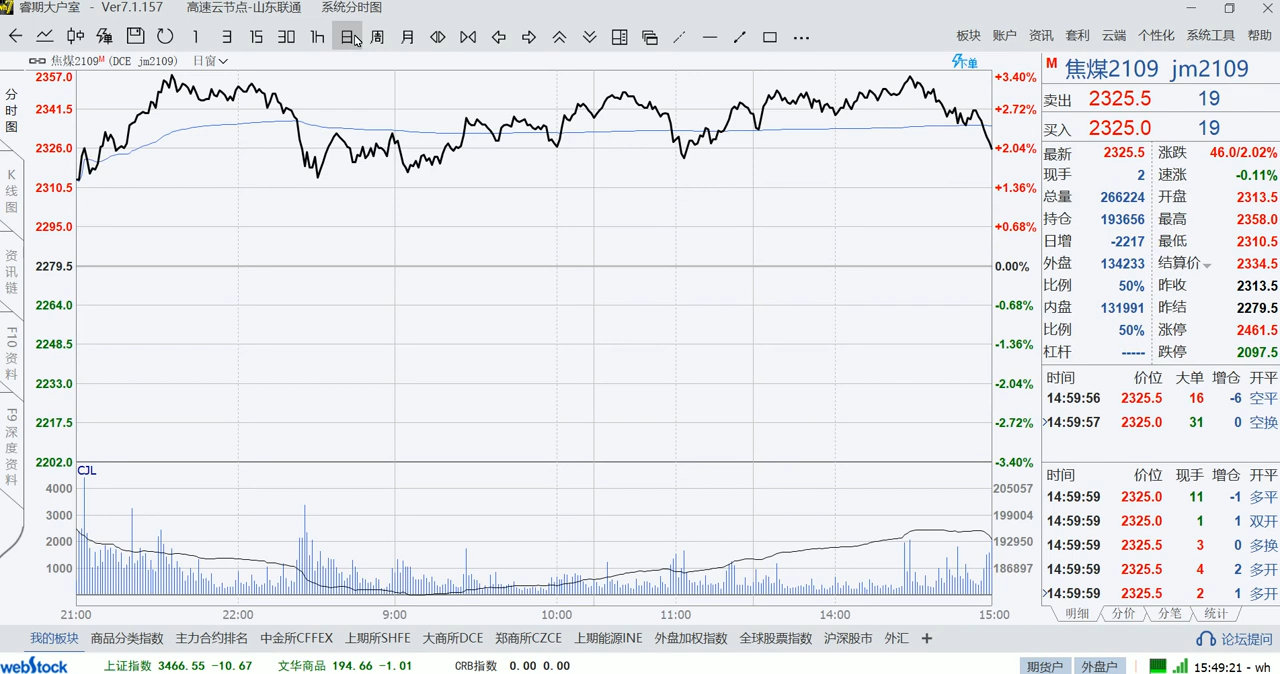 睿期大户室 - Ver7.1.157 高速云节点-山东联通 系统分时图
1 3 15 30 1h 日 周 月
板块 账户 资讯 套利 云端 个性化 系统工具 帮助
焦煤2109M (DCE jm2109) 日窗
下单
分时图
K线图
资讯链
F10资料
F9深度资料
2357.0 +3.40%
2341.5 +2.72%
2326.0 +2.04%
2310.5 +1.36%
2295.0 +0.68%
2279.5 0.00%
2264.0 -0.68%
2248.5 -1.36%
2233.0 -2.04%
2217.5 -2.72%
2202.0 -3.40%
CJL
4000 205057
3000 199004
2000 192950
1000 186897
21:00 22:00 9:00 10:00 11:00 14:00 15:00
M 焦煤2109 jm2109
卖出 2325.5 19
买入 2325.0 19
最新 2325.5 涨跌 46.0/2.02%
现手 2 速涨 -0.11%
总量 266224 开盘 2313.5
持仓 193656 最高 2358.0
日增 -2217 最低 2310.5
外盘 134233 结算价 2334.5
比例 50% 昨收 2313.5
内盘 131991 昨结 2279.5
比例 50% 涨停 2461.5
杠杆 ----- 跌停 2097.5
时间 价位 大单 增仓 开平
14:59:56 2325.5 16 -6 空平
14:59:57 2325.0 31 0 空换
时间 价位 现手 增仓 开平
14:59:59 2325.0 11 -1 多平
14:59:59 2325.0 1 1 双开
14:59:59 2325.5 3 0 多换
14:59:59 2325.5 4 2 多开
14:59:59 2325.5 2 1 多开
明细 分价 分笔 统计
我的板块 商品分类指数 主力合约排名 中金所CFFEX 上期所SHFE 大商所DCE 郑商所CZCE 上期能源INE 外盘加权指数 全球股票指数 沪深股市 外汇 +
论坛提问
webStock 上证指数 3466.55 -10.67 文华商品 194.66 -1.01 CRB指数 0.00 0.00 期货户 外盘户 15:49:21 - wh